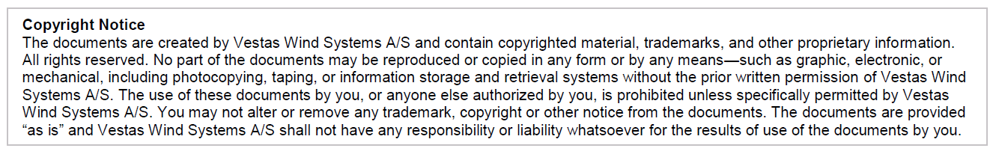 Copyright Notice
The documents are created by Vestas Wind Systems A/S and contain copyrighted material, trademarks, and other proprietary information.
All rights reserved. No part of the documents may be reproduced or copied in any form or by any means—such as graphic, electronic, or
mechanical, including photocopying, taping, or information storage and retrieval systems without the prior written permission of Vestas Wind
Systems A/S. The use of these documents by you, or anyone else authorized by you, is prohibited unless specifically permitted by Vestas
Wind Systems A/S. You may not alter or remove any trademark, copyright or other notice from the documents. The documents are provided
“as is” and Vestas Wind Systems A/S shall not have any responsibility or liability whatsoever for the results of use of the documents by you.